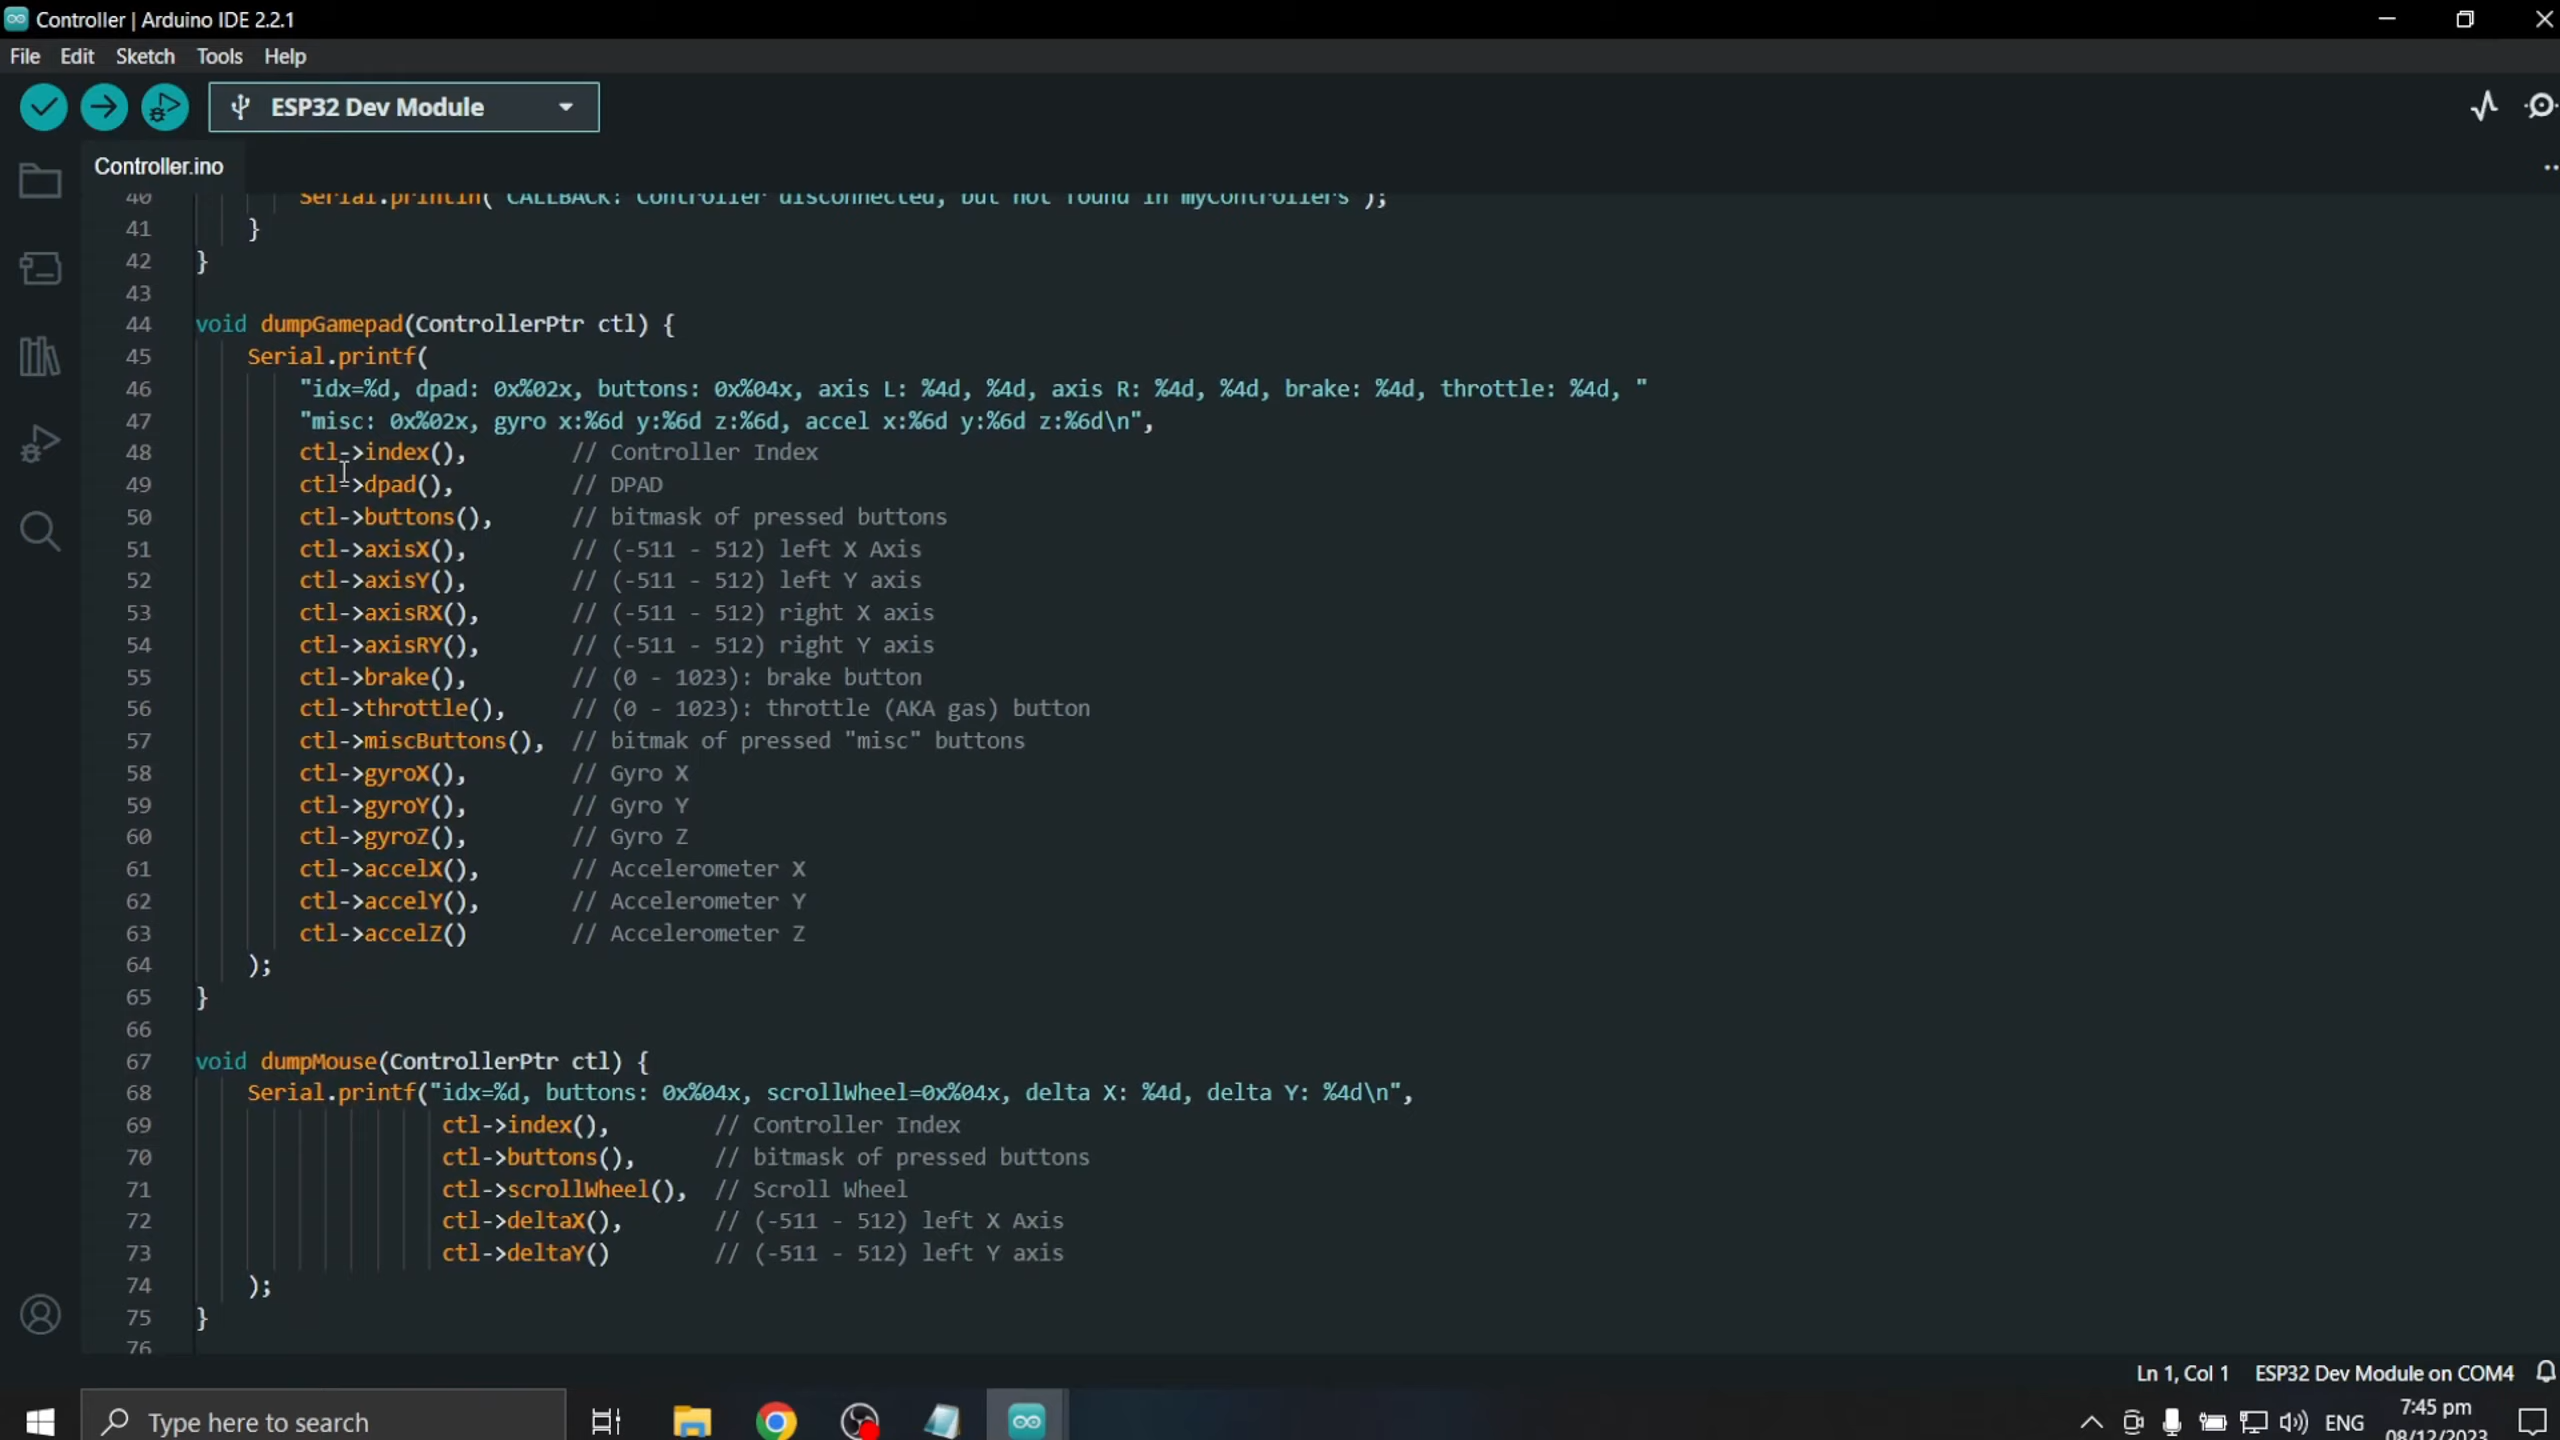 Controller | Arduino IDE 2.2.1
File Edit Sketch Tools Help
ESP32 Dev Module
Controller.ino
40 Serial.println("CALLBACK: Controller disconnected, but not found in myControllers");
41 }
42 }
43
44 void dumpGamepad(ControllerPtr ctl) {
45 Serial.printf(
46 "idx=%d, dpad: 0x%02x, buttons: 0x%04x, axis L: %4d, %4d, axis R: %4d, %4d, brake: %4d, throttle: %4d, "
47 "misc: 0x%02x, gyro x:%6d y:%6d z:%6d, accel x:%6d y:%6d z:%6d\n",
48 ctl->index(), // Controller Index
49 ctl->dpad(), // DPAD
50 ctl->buttons(), // bitmask of pressed buttons
51 ctl->axisX(), // (-511 - 512) left X Axis
52 ctl->axisY(), // (-511 - 512) left Y axis
53 ctl->axisRX(), // (-511 - 512) right X axis
54 ctl->axisRY(), // (-511 - 512) right Y axis
55 ctl->brake(), // (0 - 1023): brake button
56 ctl->throttle(), // (0 - 1023): throttle (AKA gas) button
57 ctl->miscButtons(), // bitmak of pressed "misc" buttons
58 ctl->gyroX(), // Gyro X
59 ctl->gyroY(), // Gyro Y
60 ctl->gyroZ(), // Gyro Z
61 ctl->accelX(), // Accelerometer X
62 ctl->accelY(), // Accelerometer Y
63 ctl->accelZ() // Accelerometer Z
64 );
65 }
66
67 void dumpMouse(ControllerPtr ctl) {
68 Serial.printf("idx=%d, buttons: 0x%04x, scrollWheel=0x%04x, delta X: %4d, delta Y: %4d\n",
69 ctl->index(), // Controller Index
70 ctl->buttons(), // bitmask of pressed buttons
71 ctl->scrollWheel(), // Scroll Wheel
72 ctl->deltaX(), // (-511 - 512) left X Axis
73 ctl->deltaY() // (-511 - 512) left Y axis
74 );
75 }
76
Ln 1, Col 1 ESP32 Dev Module on COM4
Type here to search
ENG
7:45 pm
08/12/2023